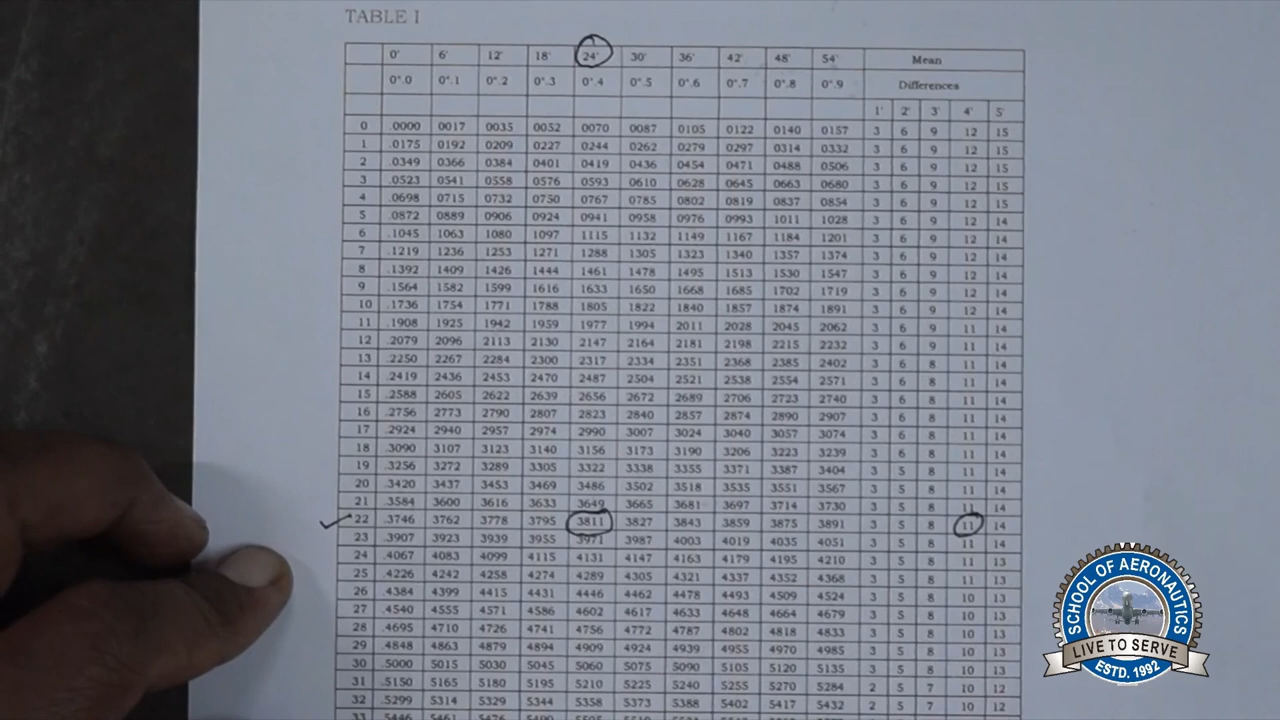 TABLE I
0' 6' 12' 18' 24' 30' 36' 42' 48' 54' Mean
0°.0 0°.1 0°.2 0°.3 0°.4 0°.5 0°.6 0°.7 0°.8 0°.9 Differences
1' 2' 3' 4' 5'
0 .0000 0017 0035 0052 0070 0087 0105 0122 0140 0157 3 6 9 12 15
1 .0175 0192 0209 0227 0244 0262 0279 0297 0314 0332 3 6 9 12 15
2 .0349 0366 0384 0401 0419 0436 0454 0471 0488 0506 3 6 9 12 15
3 .0523 0541 0558 0576 0593 0610 0628 0645 0663 0680 3 6 9 12 15
4 .0698 0715 0732 0750 0767 0785 0802 0819 0837 0854 3 6 9 12 15
5 .0872 0889 0906 0924 0941 0958 0976 0993 1011 1028 3 6 9 12 14
6 .1045 1063 1080 1097 1115 1132 1149 1167 1184 1201 3 6 9 12 14
7 .1219 1236 1253 1271 1288 1305 1323 1340 1357 1374 3 6 9 12 14
8 .1392 1409 1426 1444 1461 1478 1495 1513 1530 1547 3 6 9 12 14
9 .1564 1582 1599 1616 1633 1650 1668 1685 1702 1719 3 6 9 12 14
10 .1736 1754 1771 1788 1805 1822 1840 1857 1874 1891 3 6 9 12 14
11 .1908 1925 1942 1959 1977 1994 2011 2028 2045 2062 3 6 9 11 14
12 .2079 2096 2113 2130 2147 2164 2181 2198 2215 2232 3 6 9 11 14
13 .2250 2267 2284 2300 2317 2334 2351 2368 2385 2402 3 6 8 11 14
14 .2419 2436 2453 2470 2487 2504 2521 2538 2554 2571 3 6 8 11 14
15 .2588 2605 2622 2639 2656 2672 2689 2706 2723 2740 3 6 8 11 14
16 .2756 2773 2790 2807 2823 2840 2857 2874 2890 2907 3 6 8 11 14
17 .2924 2940 2957 2974 2990 3007 3024 3040 3057 3074 3 6 8 11 14
18 .3090 3107 3123 3140 3156 3173 3190 3206 3223 3239 3 6 8 11 14
19 .3256 3272 3289 3305 3322 3338 3355 3371 3387 3404 3 5 8 11 14
20 .3420 3437 3453 3469 3486 3502 3518 3535 3551 3567 3 5 8 11 14
21 .3584 3600 3616 3633 3649 3665 3681 3697 3714 3730 3 5 8 11 14
22 .3746 3762 3778 3795 3811 3827 3843 3859 3875 3891 3 5 8 11 14
23 .3907 3923 3939 3955 3971 3987 4003 4019 4035 4051 3 5 8 11 14
24 .4067 4083 4099 4115 4131 4147 4163 4179 4195 4210 3 5 8 11 13
25 .4226 4242 4258 4274 4289 4305 4321 4337 4352 4368 3 5 8 11 13
26 .4384 4399 4415 4431 4446 4462 4478 4493 4509 4524 3 5 8 10 13
27 .4540 4555 4571 4586 4602 4617 4633 4648 4664 4679 3 5 8 10 13
28 .4695 4710 4726 4741 4756 4772 4787 4802 4818 4833 3 5 8 10 13
29 .4848 4863 4879 4894 4909 4924 4939 4955 4970 4985 3 5 8 10 13
30 .5000 5015 5030 5045 5060 5075 5090 5105 5120 5135 3 5 8 10 13
31 .5150 5165 5180 5195 5210 5225 5240 5255 5270 5284 2 5 7 10 12
32 .5299 5314 5329 5344 5358 5373 5388 5402 5417 5432 2 5 7 10 12
33 .5446 5461 5476
SCHOOL OF AERONAUTICS
LIVE TO SERVE
ESTD. 1992